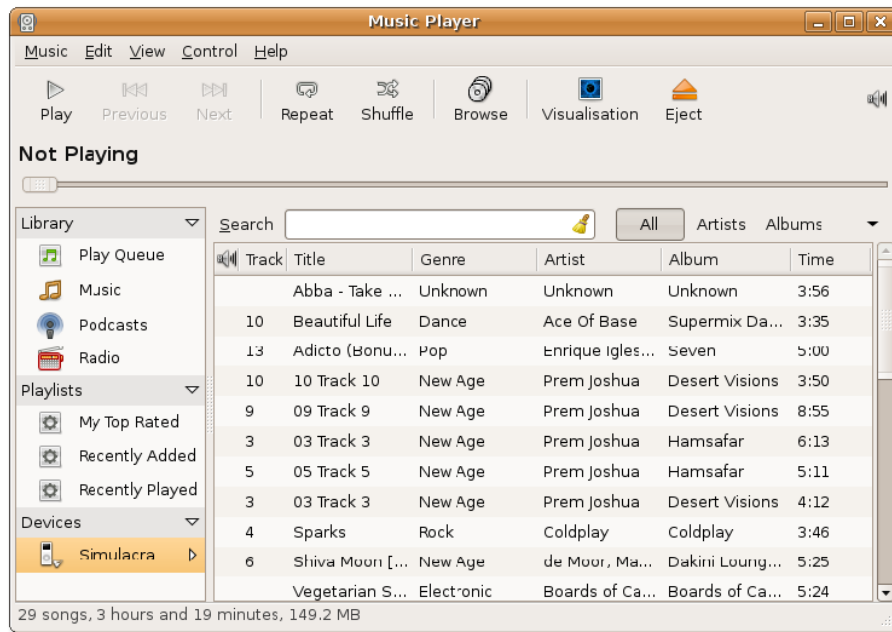 Music Player
Music Edit View Control Help
Play Previous Next Repeat Shuffle Browse Visualisation Eject
Not Playing
Library
Play Queue
Music
Podcasts
Radio
Playlists
My Top Rated
Recently Added
Recently Played
Devices
Simulacra
Search All Artists Albums
Track Title Genre Artist Album Time
Abba - Take ... Unknown Unknown Unknown 3:56
10 Beautiful Life Dance Ace Of Base Supermix Da... 3:35
13 Adicto (Bonu... Pop Enrique Igles... Seven 5:00
10 10 Track 10 New Age Prem Joshua Desert Visions 3:50
9 09 Track 9 New Age Prem Joshua Desert Visions 8:55
3 03 Track 3 New Age Prem Joshua Hamsafar 6:13
5 05 Track 5 New Age Prem Joshua Hamsafar 5:11
3 03 Track 3 New Age Prem Joshua Desert Visions 4:12
4 Sparks Rock Coldplay Coldplay 3:46
6 Shiva Moon [... New Age de Moor, Ma... Dakini Loung... 5:25
Vegetarian S... Electronic Boards of Ca... Boards of Ca... 5:24
29 songs, 3 hours and 19 minutes, 149.2 MB